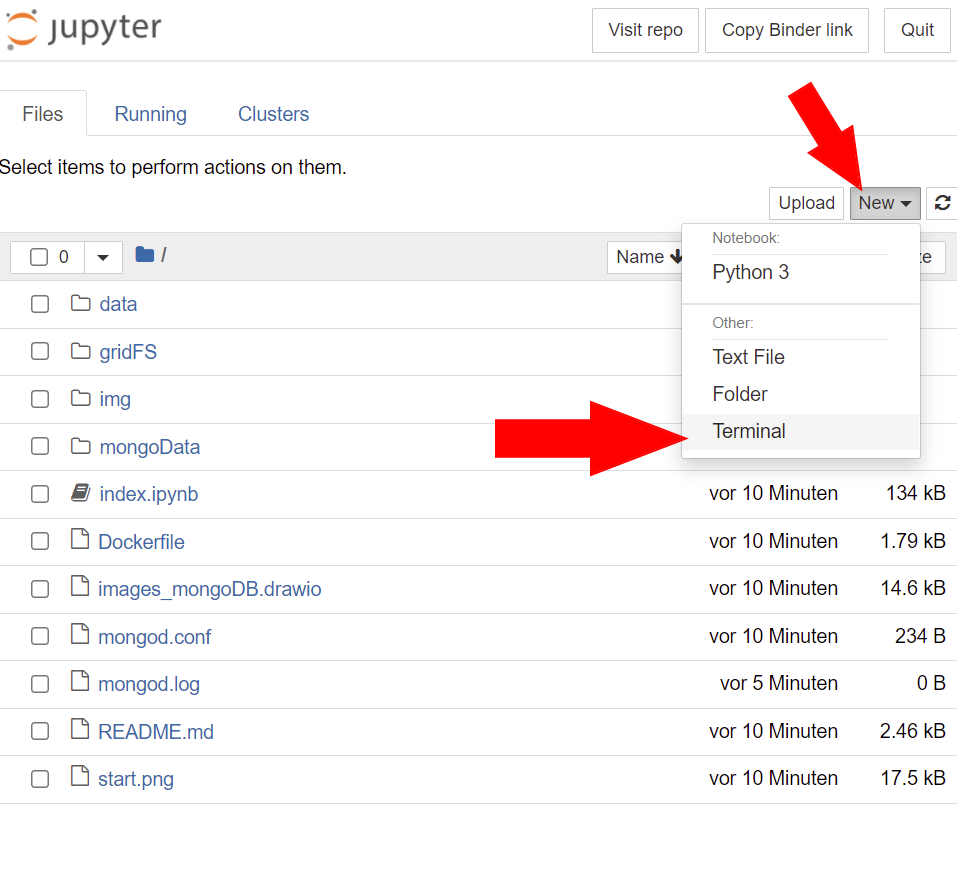 jupyter Visit repo Copy Binder link Quit
Files Running Clusters
Select items to perform actions on them.
Upload New
0 / Name ze
Notebook:
Python 3
Other:
Text File
Folder
Terminal
data
gridFS
img
mongoData
index.ipynb vor 10 Minuten 134 kB
Dockerfile vor 10 Minuten 1.79 kB
images_mongoDB.drawio vor 10 Minuten 14.6 kB
mongod.conf vor 10 Minuten 234 B
mongod.log vor 5 Minuten 0 B
README.md vor 10 Minuten 2.46 kB
start.png vor 10 Minuten 17.5 kB